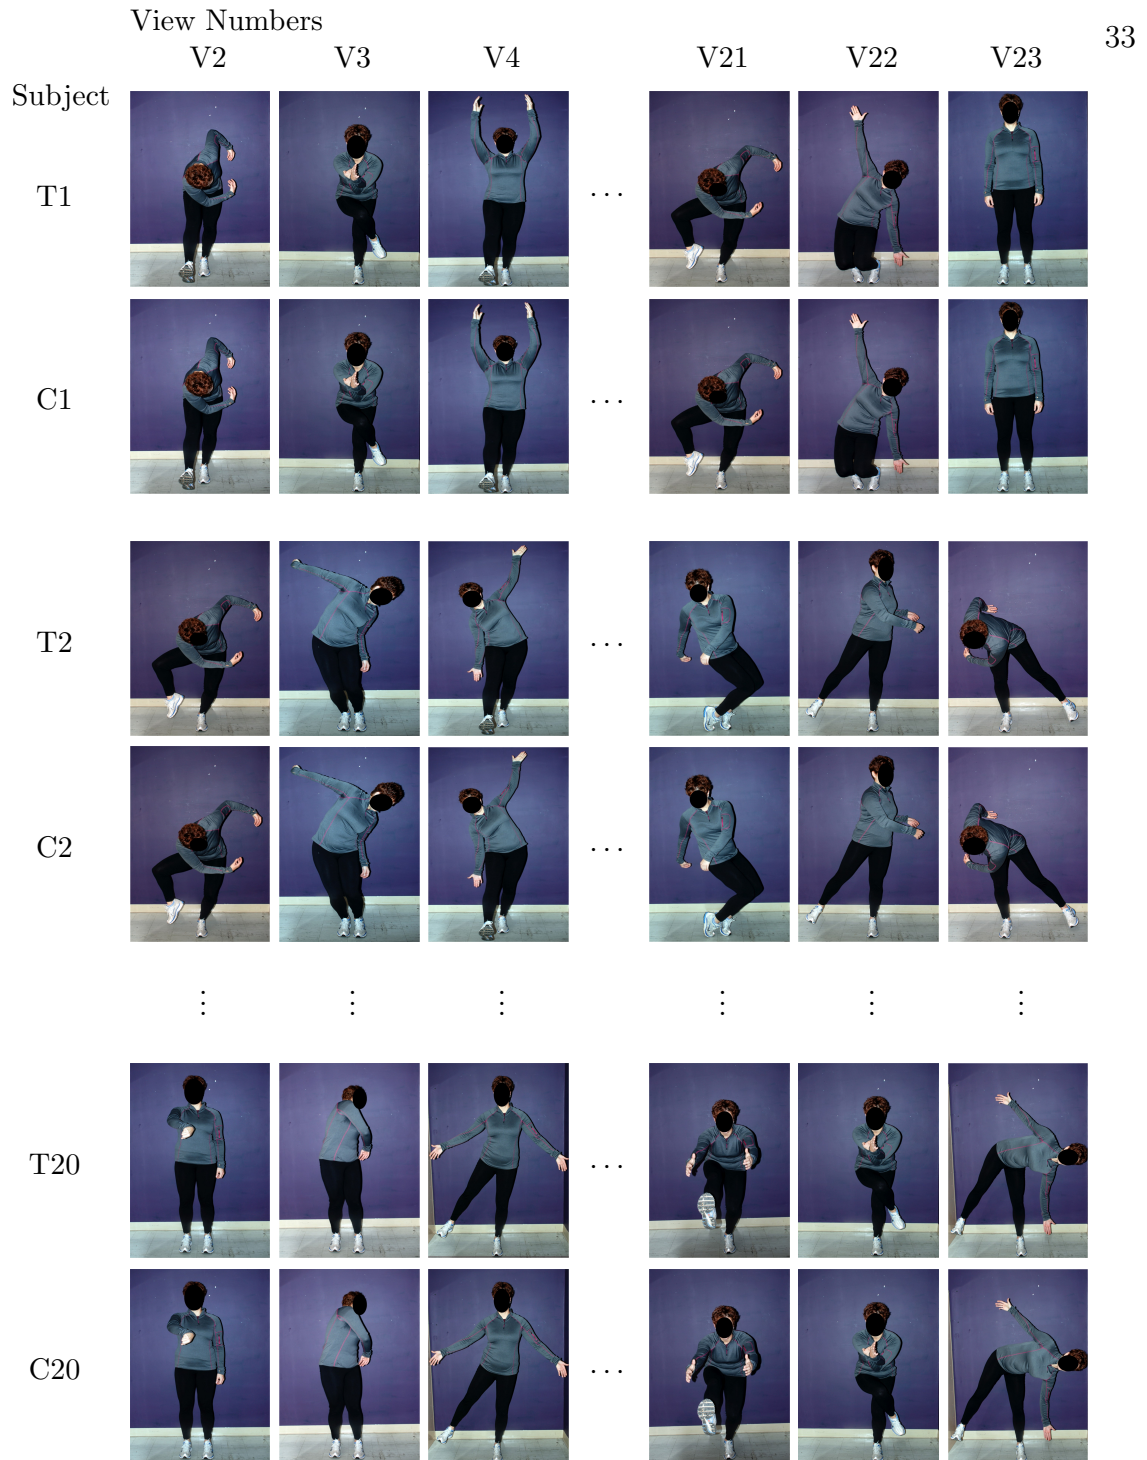 View Numbers
33
V2 V3 V4 V21 V22 V23
Subject
T1 ...
C1 ...
T2 ...
C2 ...
⋮ ⋮ ⋮ ⋮ ⋮ ⋮
T20 ...
C20 ...